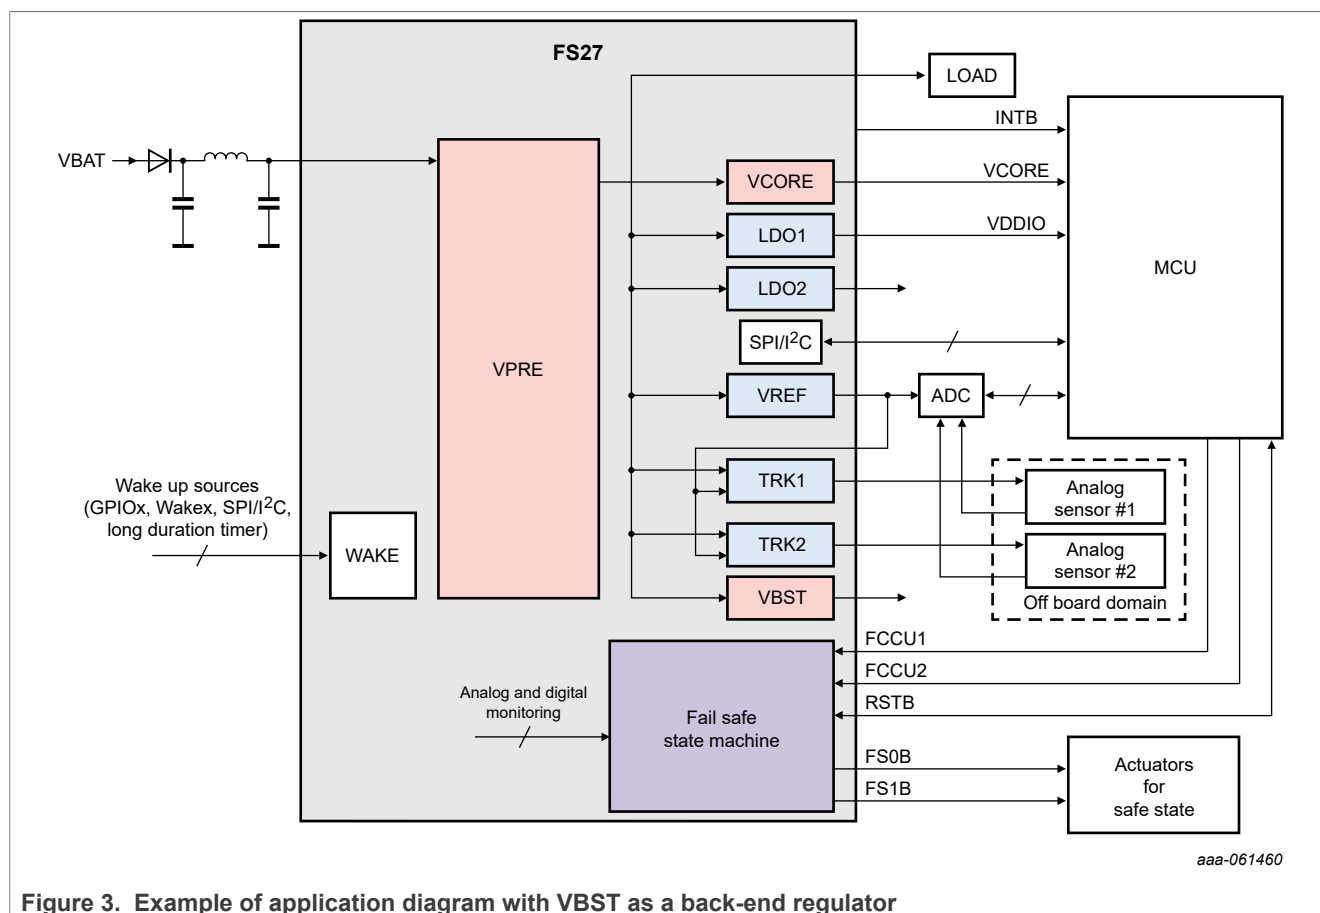 FS27
LOAD
INTB
VBAT
VCORE
VCORE
LDO1
VDDIO
MCU
LDO2
SPI/I²C
VPRE
VREF
ADC
Wake up sources
(GPIOx, Wakex, SPI/I²C,
long duration timer)
TRK1
Analog
sensor #1
WAKE
TRK2
Analog
sensor #2
VBST
Off board domain
FCCU1
FCCU2
RSTB
Analog and digital
monitoring
Fail safe
state machine
FS0B
FS1B
Actuators
for
safe state
aaa-061460
Figure 3. Example of application diagram with VBST as a back-end regulator